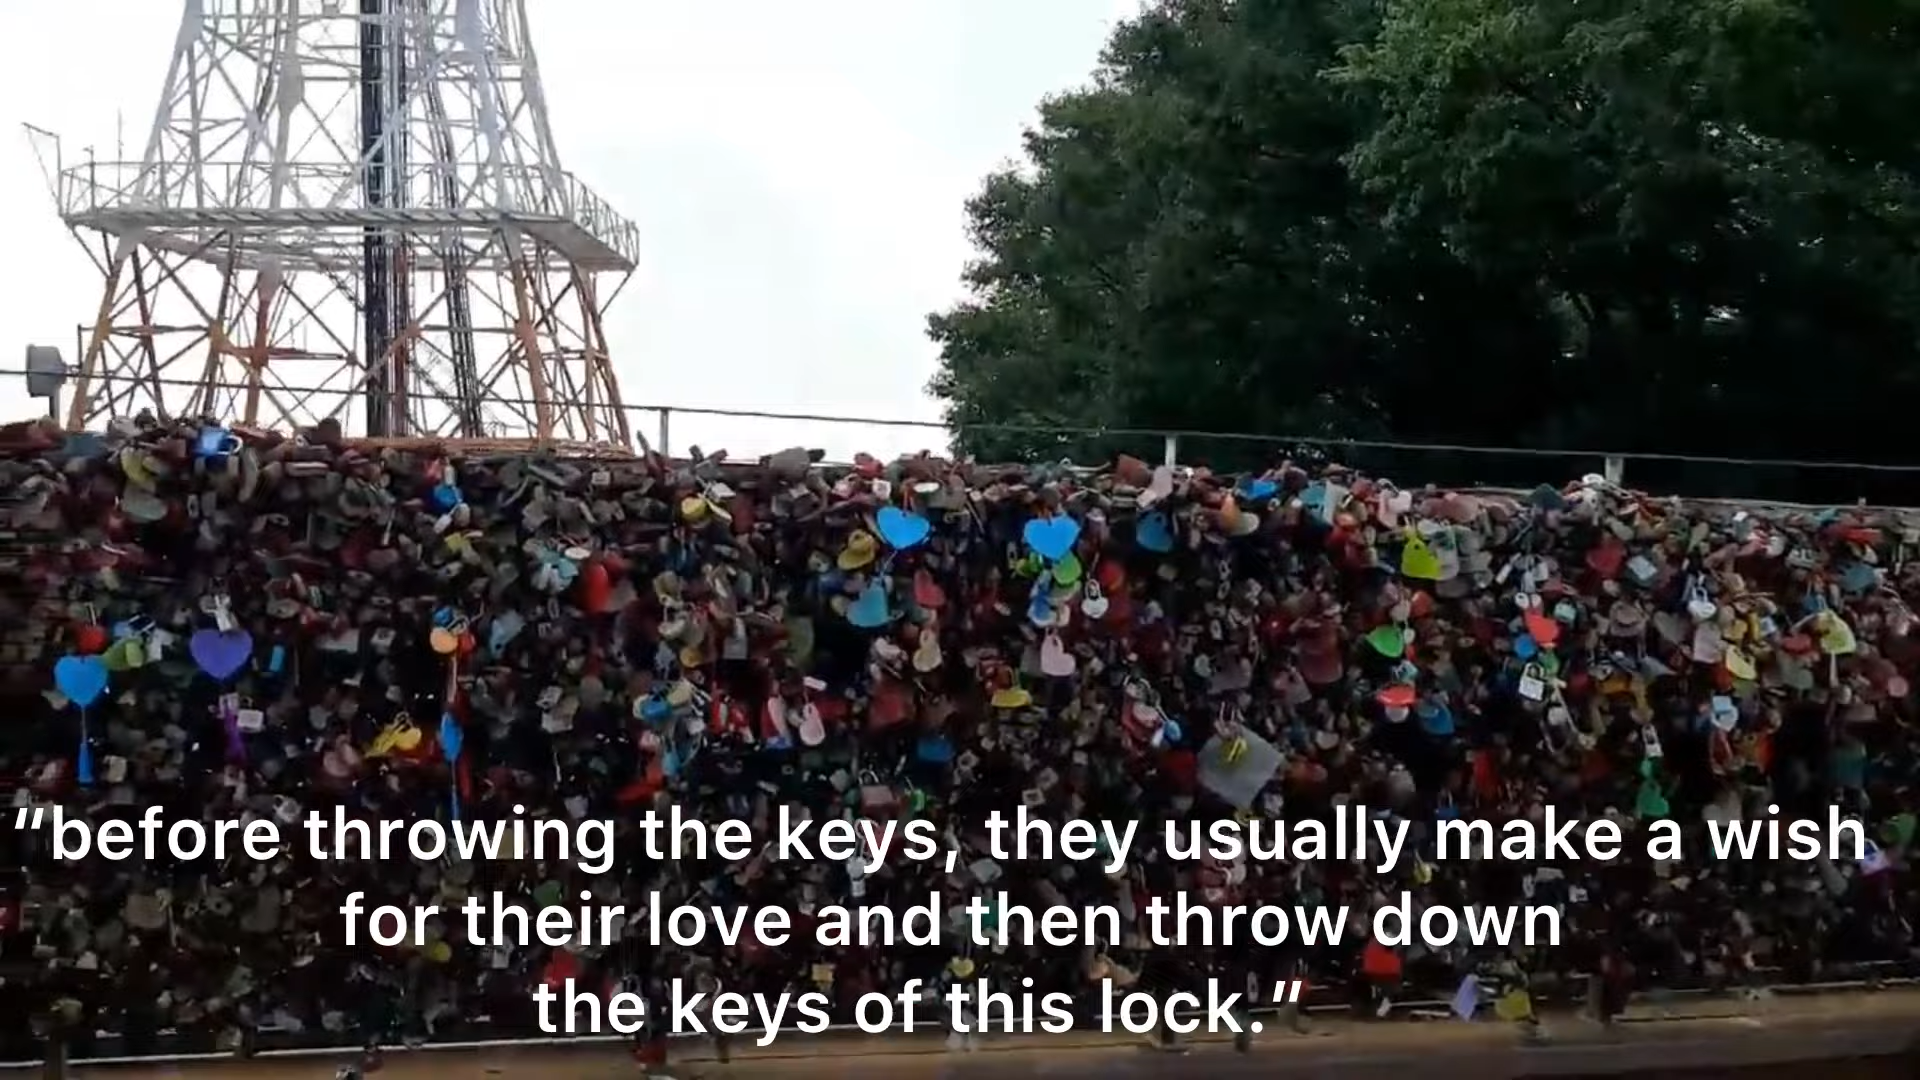 "before throwing the keys, they usually make a wish
for their love and then throw down
the keys of this lock."